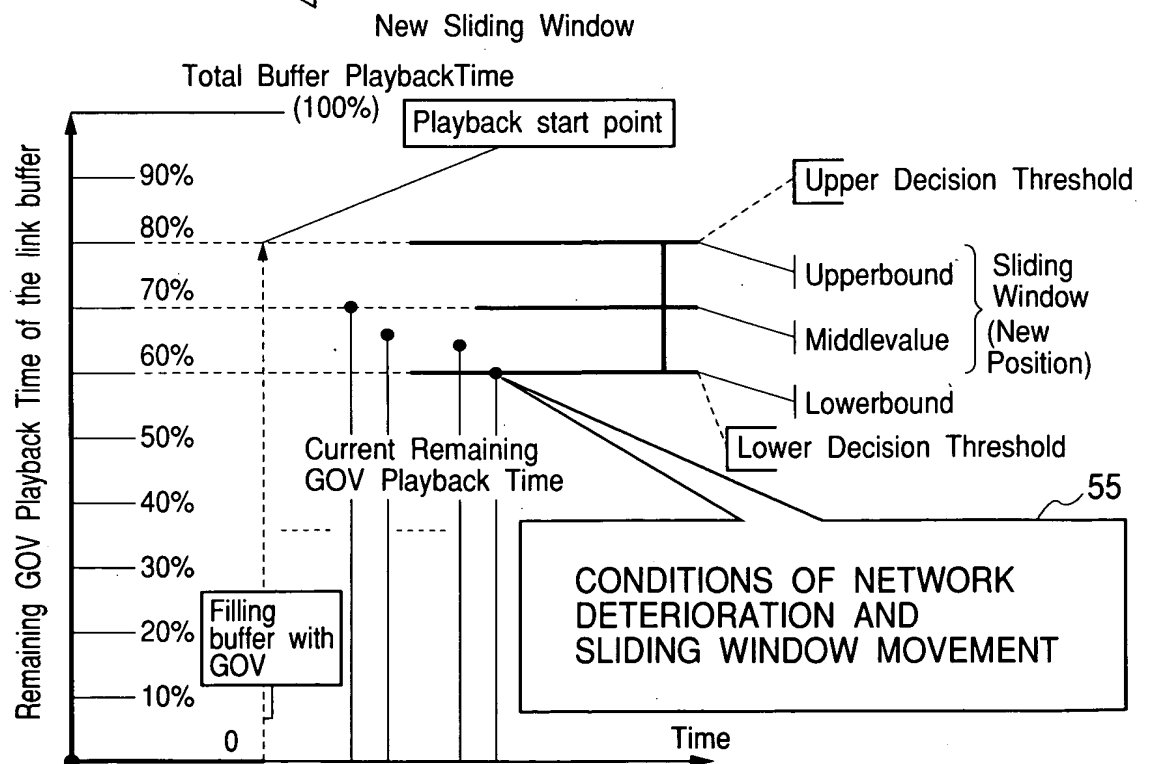 New Sliding Window
Total Buffer PlaybackTime
(100%)
Playback start point
Remaining GOV Playback Time of the link buffer
90%
80%
70%
60%
50%
40%
30%
20%
10%
0
Upper Decision Threshold
Upperbound
Middlevalue
Lowerbound
Sliding
Window
(New
Position)
Lower Decision Threshold
Current Remaining
GOV Playback Time
55
CONDITIONS OF NETWORK
DETERIORATION AND
SLIDING WINDOW MOVEMENT
Filling
buffer with
GOV
Time